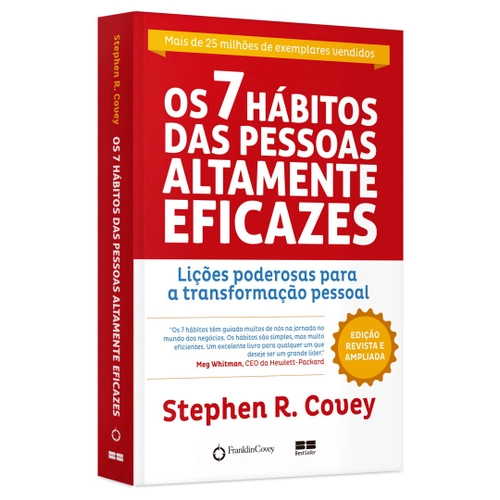 Stephen R. Covey OS 7 HÁBITOS DAS PESSOAS ALTAMENTE EFICAZES
Mais de 25 milhões de exemplares vendidos
OS 7 HÁBITOS
DAS PESSOAS
ALTAMENTE
EFICAZES
Lições poderosas para
a transformação pessoal
"Os 7 hábitos têm guiado muitos de nós na jornada no
mundo dos negócios. Os hábitos são simples, mas muito
eficientes. Um excelente livro para qualquer um que
deseje ser um grande líder."
Meg Whitman, CEO da Hewlett-Packard
EDIÇÃO
REVISTA E
AMPLIADA
Stephen R. Covey
FranklinCovey
BestSeller